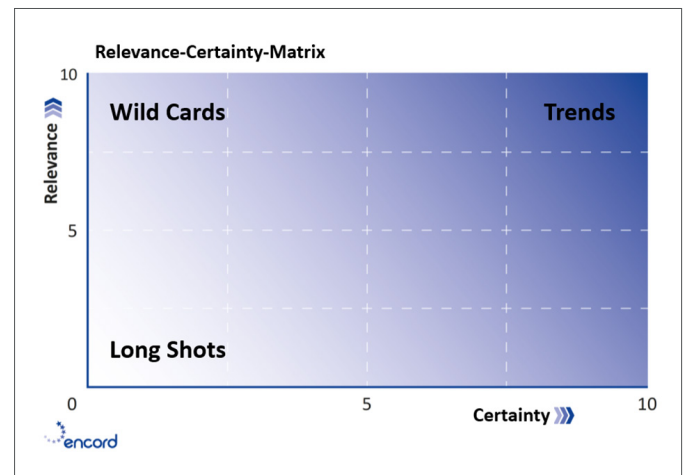 Relevance-Certainty-Matrix
10
Wild Cards
Trends
Relevance
5
Long Shots
0
5
10
Certainty
encord